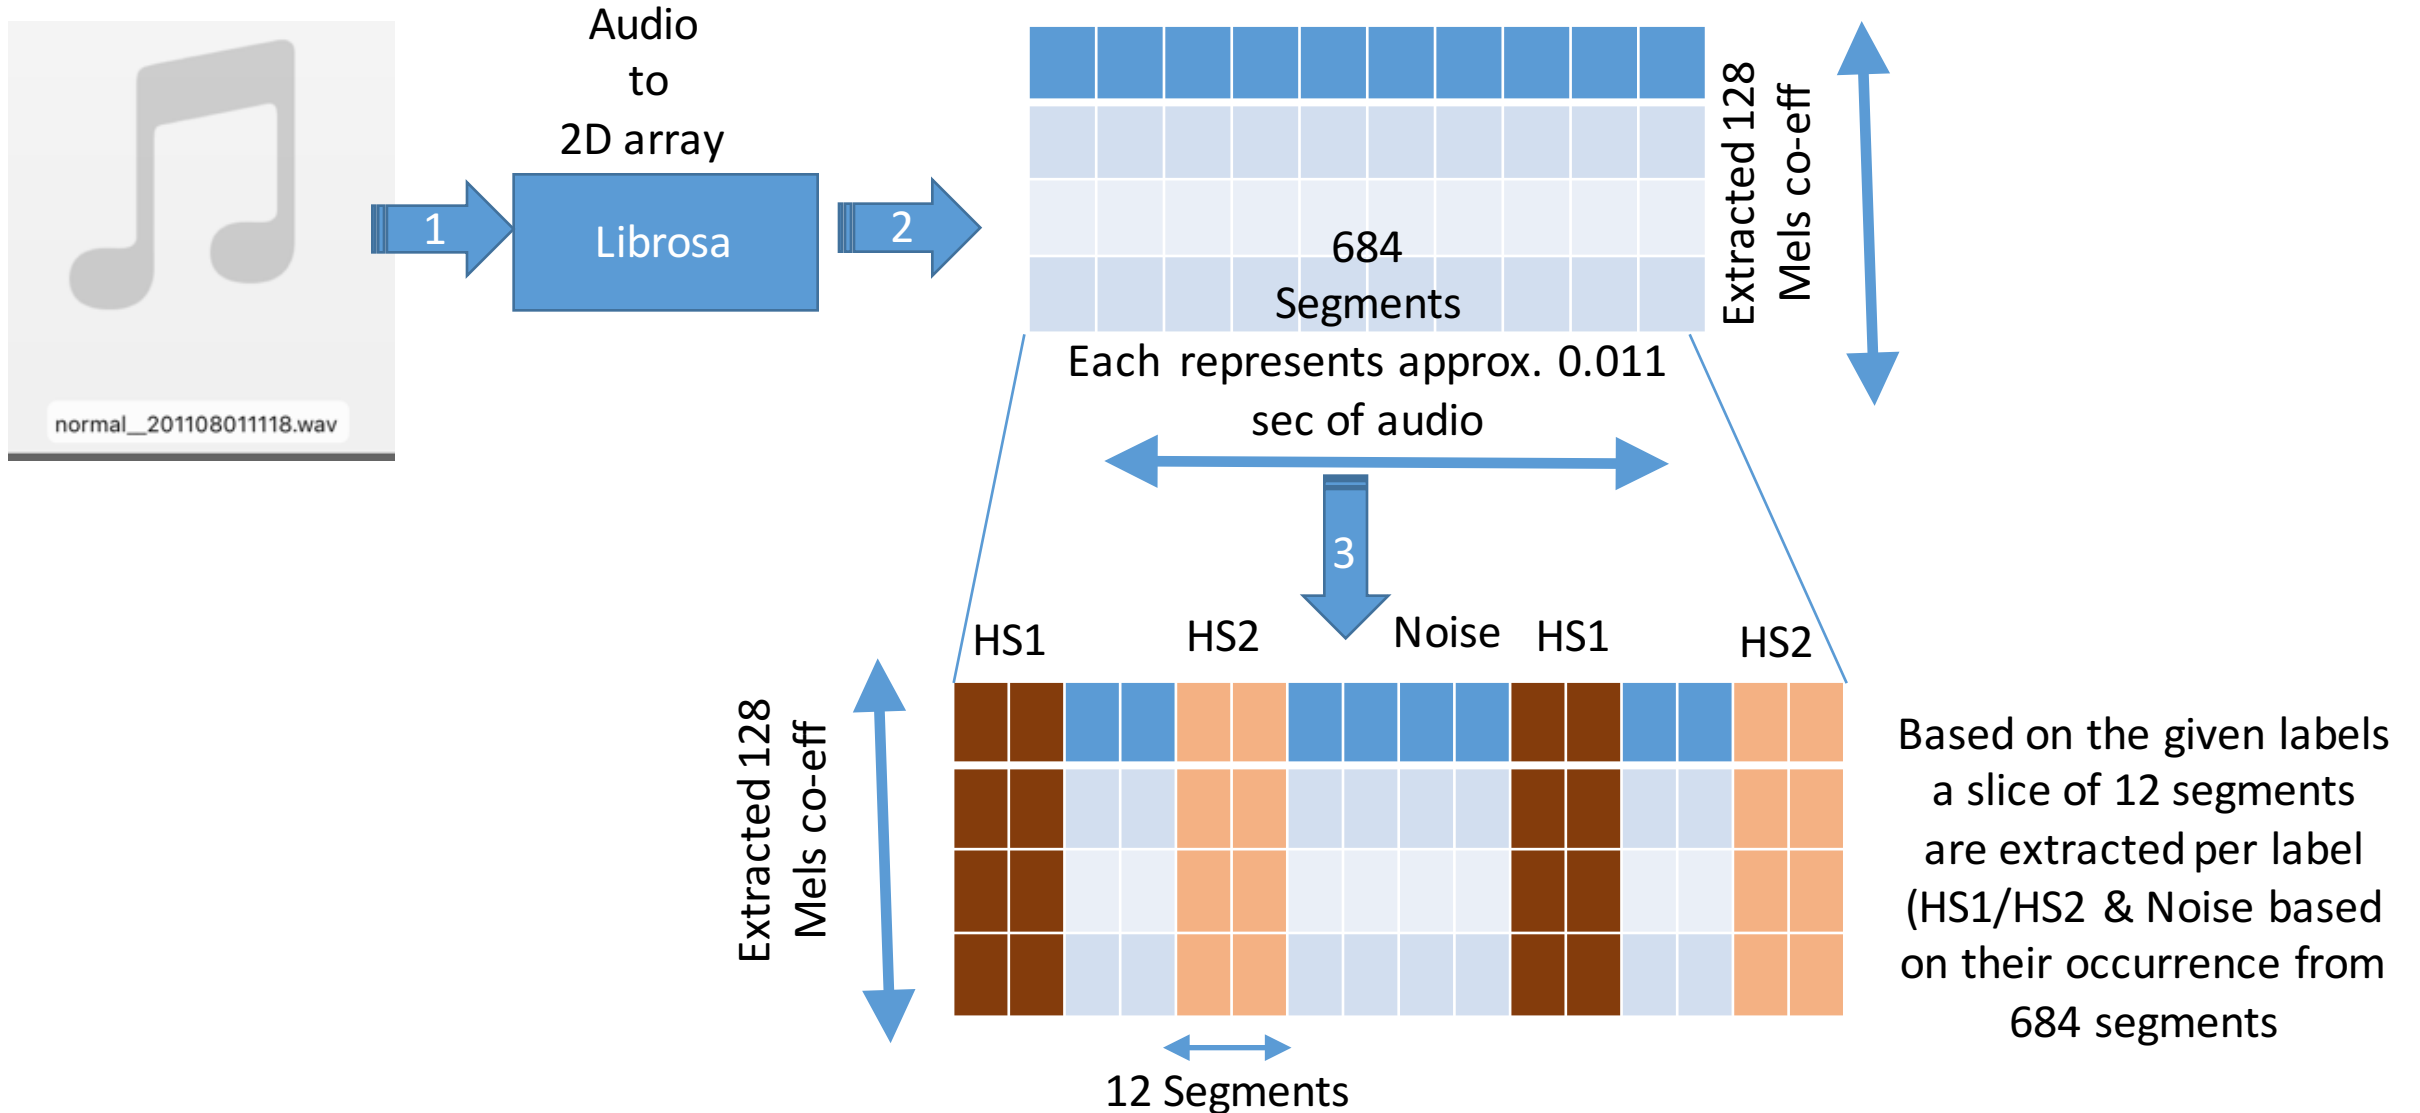 Audio
to
2D array
normal__201108011118.wav
1
Librosa
2
684
Segments
Each represents approx. 0.011
sec of audio
Extracted 128
Mels co-eff
3
HS1
HS2
Noise
HS1
HS2
Extracted 128
Mels co-eff
12 Segments
Based on the given labels
a slice of 12 segments
are extracted per label
(HS1/HS2 & Noise based
on their occurrence from
684 segments